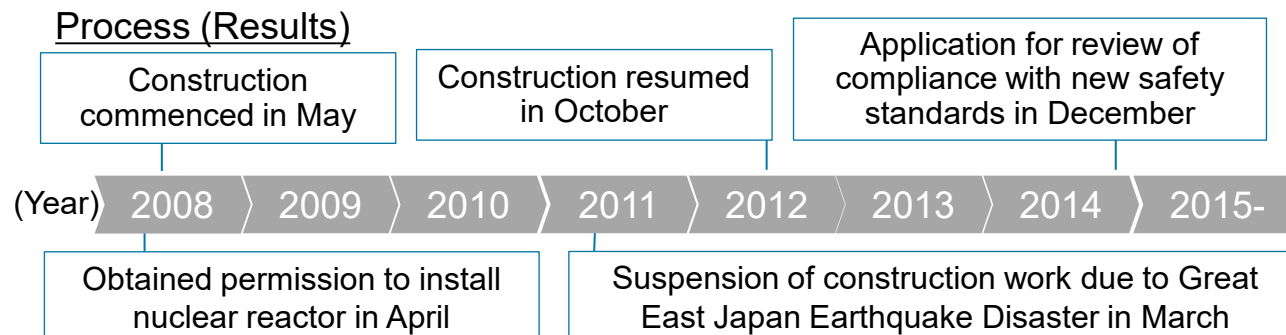 Process (Results)
Construction
commenced in May
Construction resumed
in October
Application for review of
compliance with new safety
standards in December
(Year) 2008 2009 2010 2011 2012 2013 2014 2015-
Obtained permission to install
nuclear reactor in April
Suspension of construction work due to Great
East Japan Earthquake Disaster in March